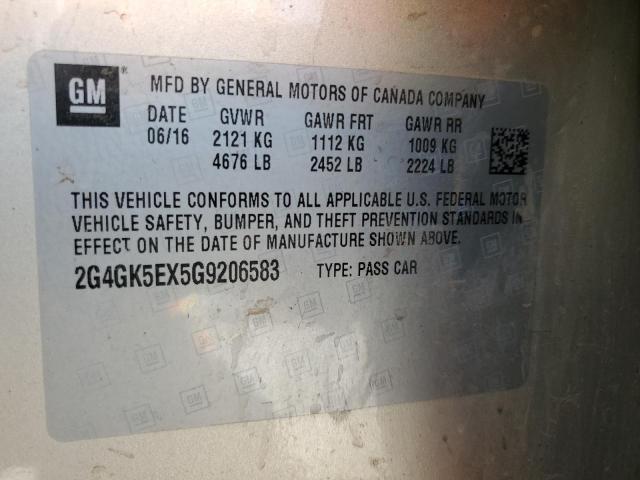 GM
MFD BY GENERAL MOTORS OF CANADA COMPANY
DATE GVWR GAWR FRT GAWR RR
06/16 2121 KG 1112 KG 1009 KG
4676 LB 2452 LB 2224 LB
THIS VEHICLE CONFORMS TO ALL APPLICABLE U.S. FEDERAL MOTOR
VEHICLE SAFETY, BUMPER, AND THEFT PREVENTION STANDARDS IN
EFFECT ON THE DATE OF MANUFACTURE SHOWN ABOVE.
2G4GK5EX5G9206583 TYPE: PASS CAR